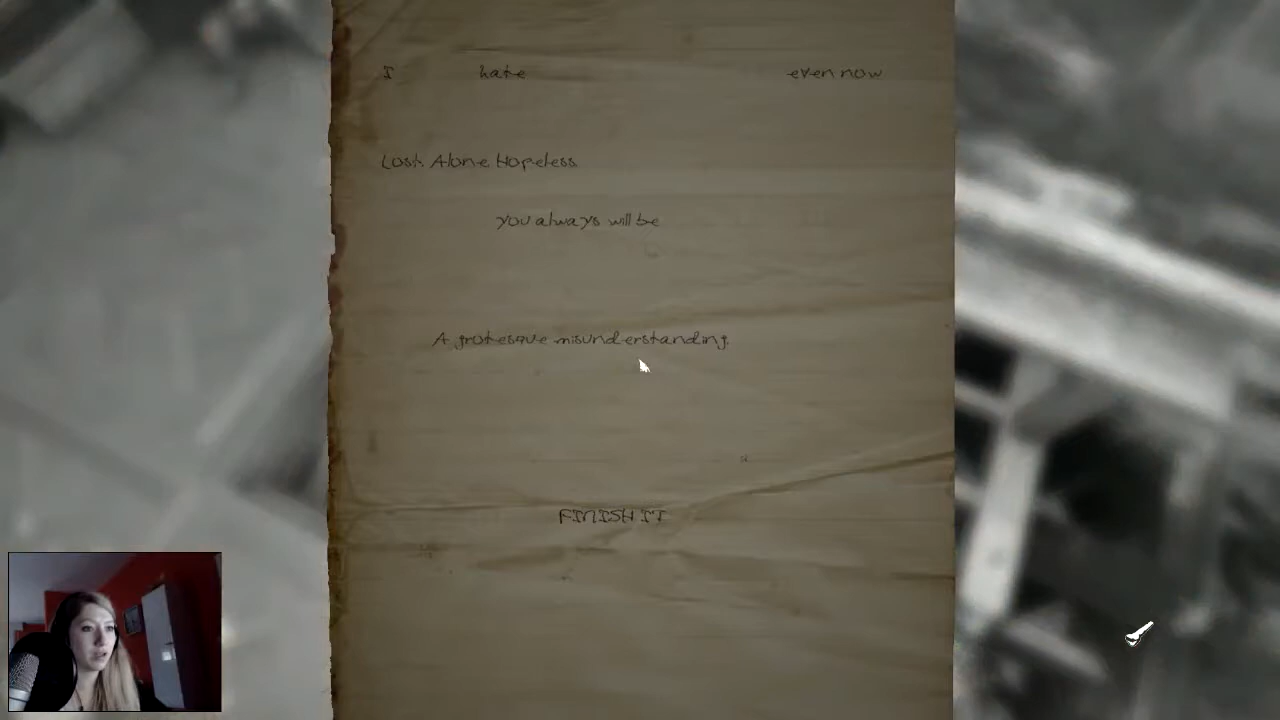 I hate even now
Lost. Alone. Hopeless.
you always will be
A grotesque misunderstanding.
FINISH IT